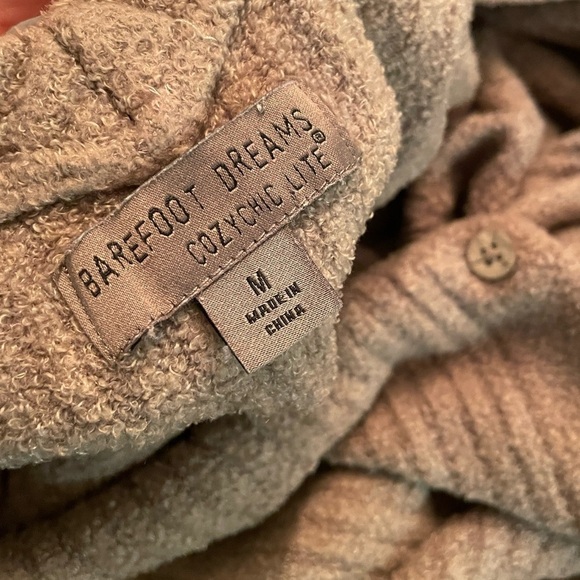 BAREFOOT DREAMS®
COZYCHIC LITE
M
MADE IN
CHINA